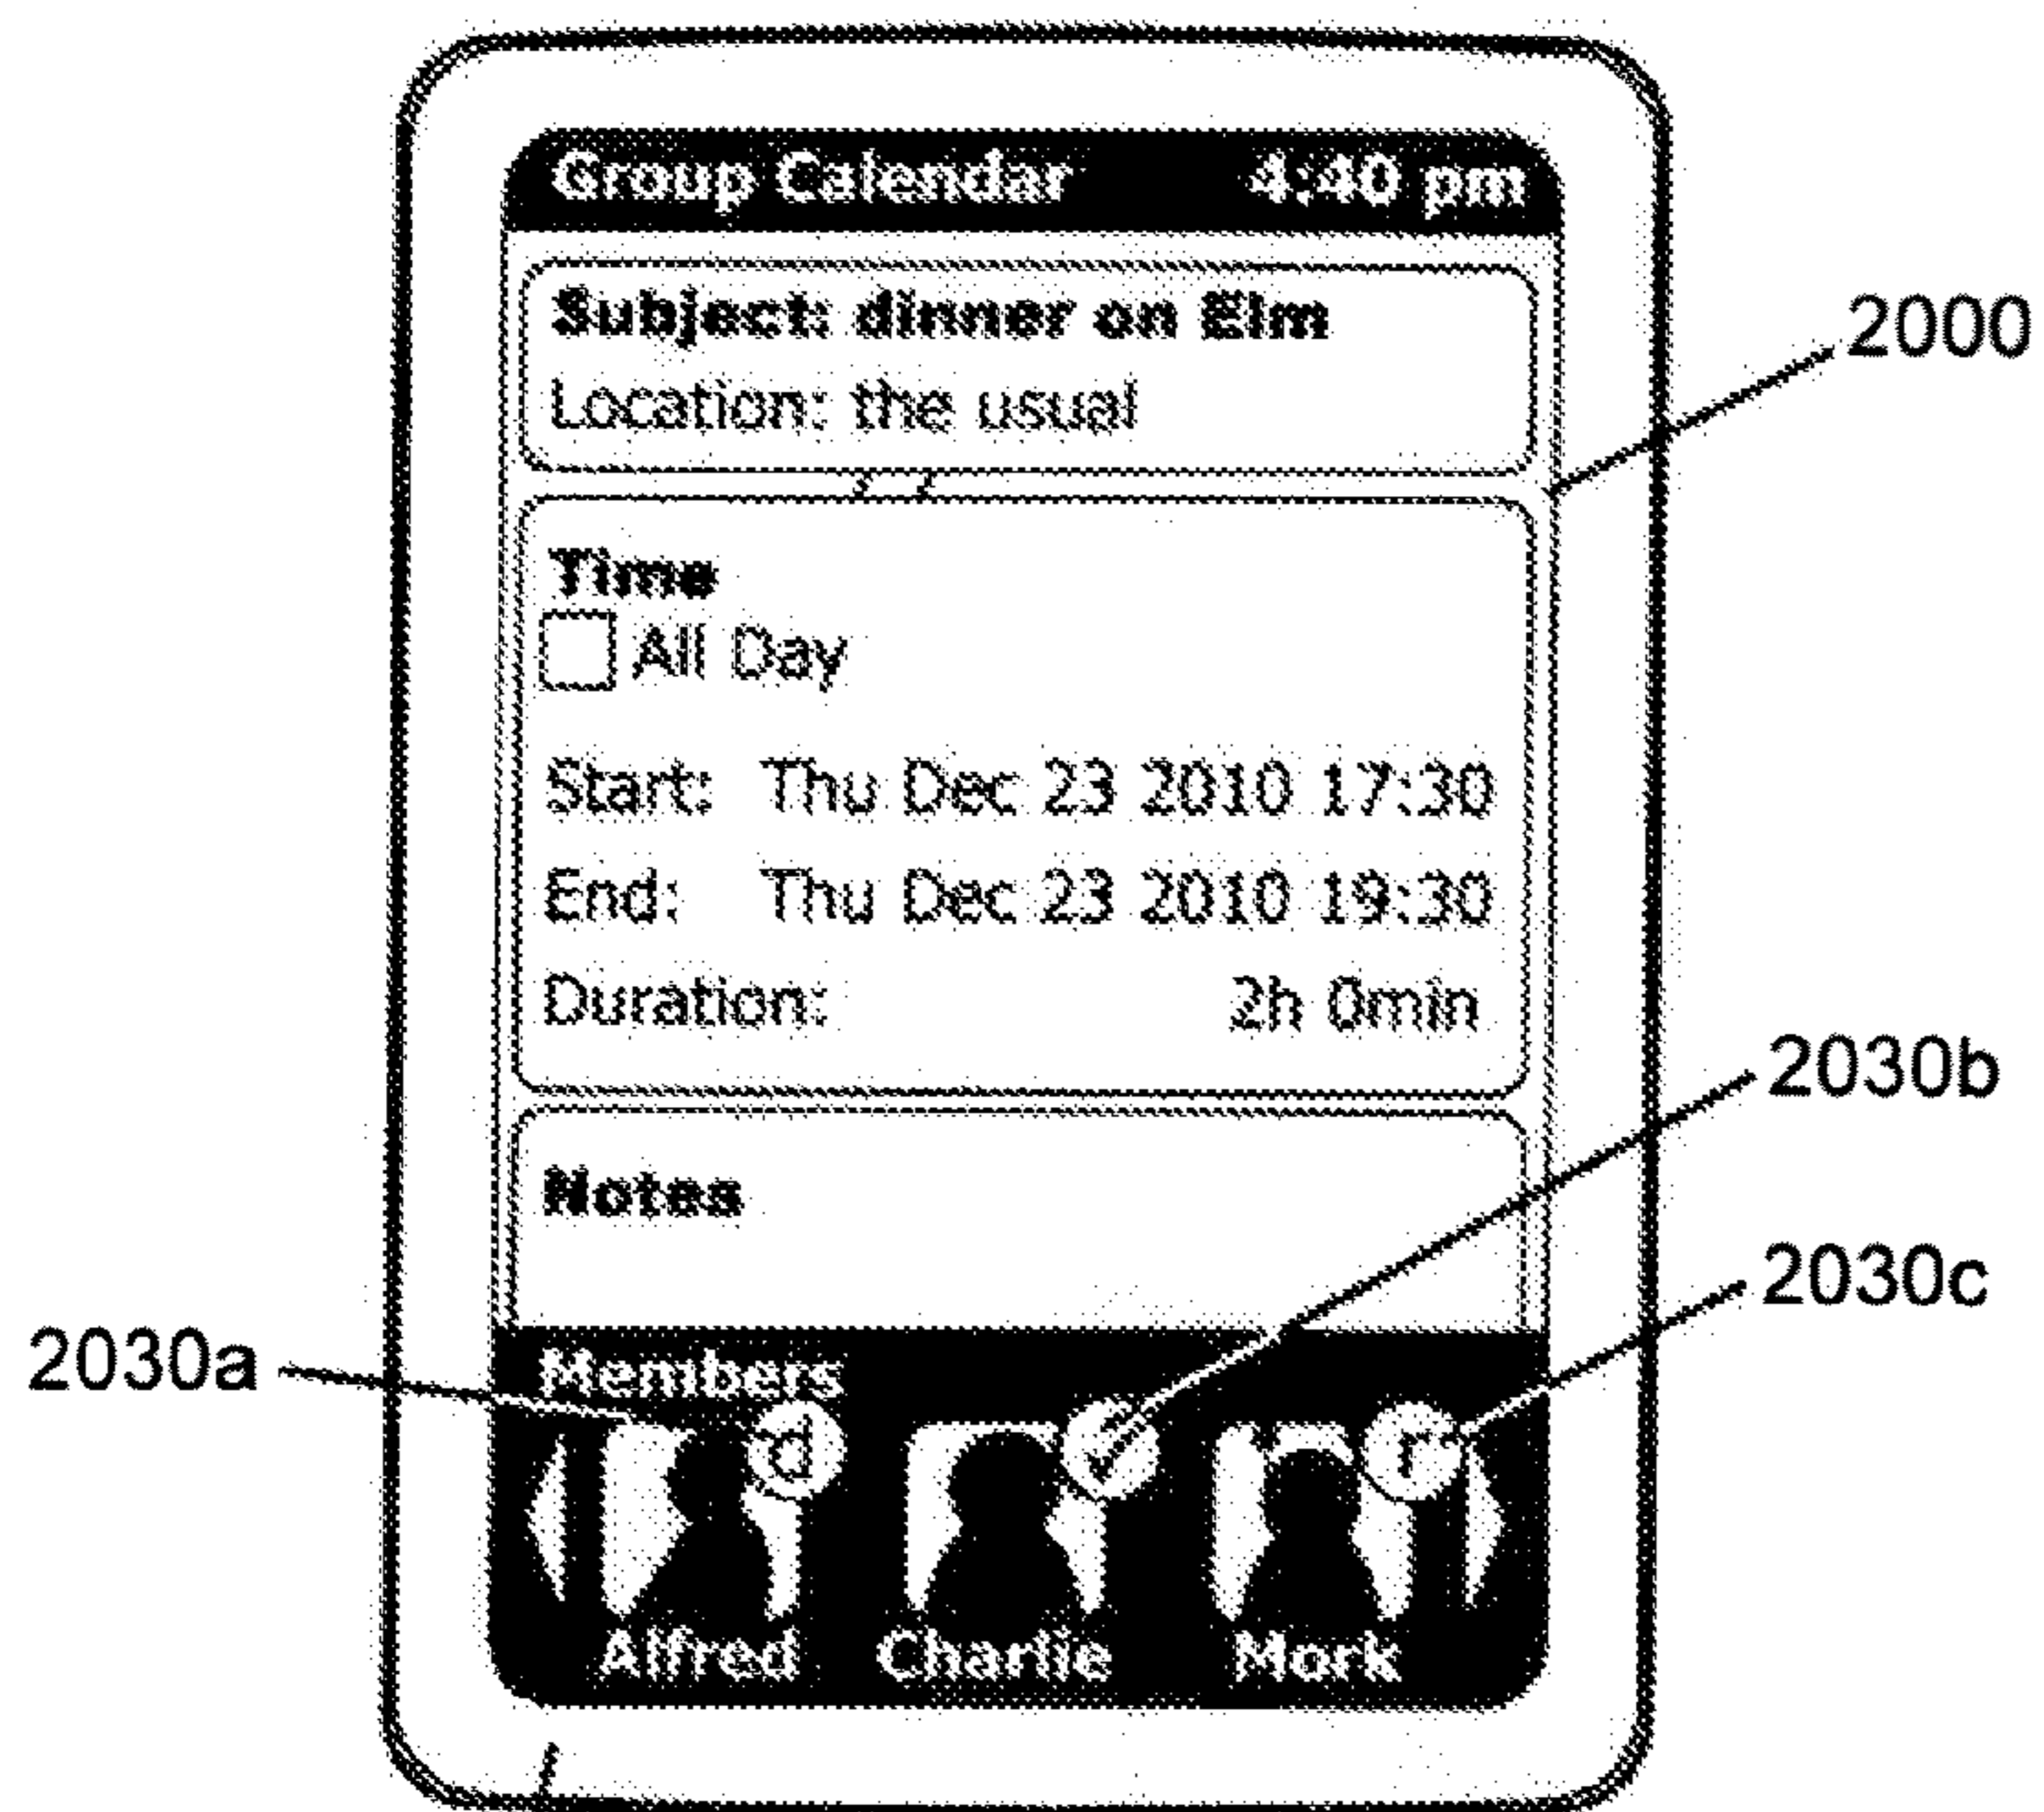 Group Calendar 4:40 pm
Subject: dinner on Elm
Location: the usual
2000
Time
All Day
Start: Thu Dec 23 2010 17:30
End: Thu Dec 23 2010 19:30
Duration: 2h 0min
2030b
Notes
2030c
2030a
Members
d ✓ r
Alfred Charlie Mork